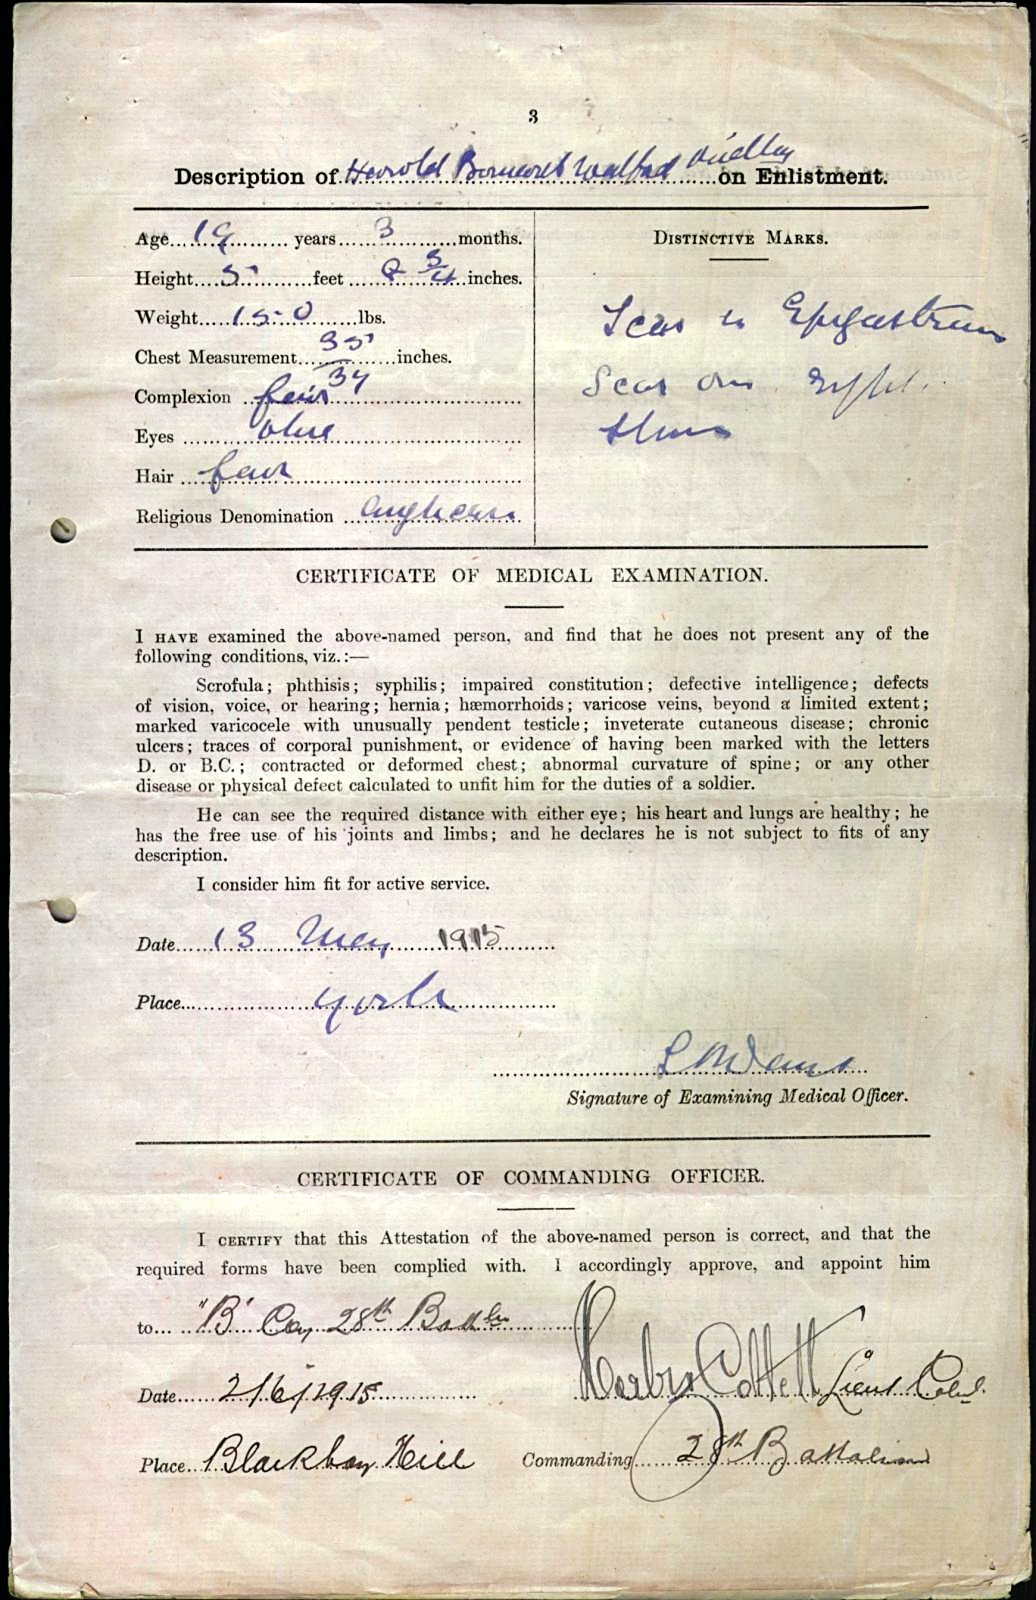 3
Description of Harold on Enlistment.
Age 19 years 3 months.
Height 5 feet 8 3/4 inches.
Weight 150 lbs.
Chest Measurement 35/37 inches.
Complexion fair
Eyes blue
Hair fair
Religious Denomination Anglican
DISTINCTIVE MARKS.
Scar in Epigastrium
Scar on right
CERTIFICATE OF MEDICAL EXAMINATION.
I HAVE examined the above-named person, and find that he does not present any of the
following conditions, viz.:—
Scrofula; phthisis; syphilis; impaired constitution; defective intelligence; defects
of vision, voice, or hearing; hernia; hæmorrhoids; varicose veins, beyond a limited extent;
marked varicocele with unusually pendent testicle; inveterate cutaneous disease; chronic
ulcers; traces of corporal punishment, or evidence of having been marked with the letters
D. or B.C.; contracted or deformed chest; abnormal curvature of spine; or any other
disease or physical defect calculated to unfit him for the duties of a soldier.
He can see the required distance with either eye; his heart and lungs are healthy; he
has the free use of his joints and limbs; and he declares he is not subject to fits of any
description.
I consider him fit for active service.
Date 13 May 1915
Place York
Signature of Examining Medical Officer.
CERTIFICATE OF COMMANDING OFFICER.
I CERTIFY that this Attestation of the above-named person is correct, and that the
required forms have been complied with. I accordingly approve, and appoint him
to "B" Coy 28th Battln
Date 2/6/1915
Herbert Collett Lieut Colnl.
Place Blackboy Hill
Commanding 28th Battalion